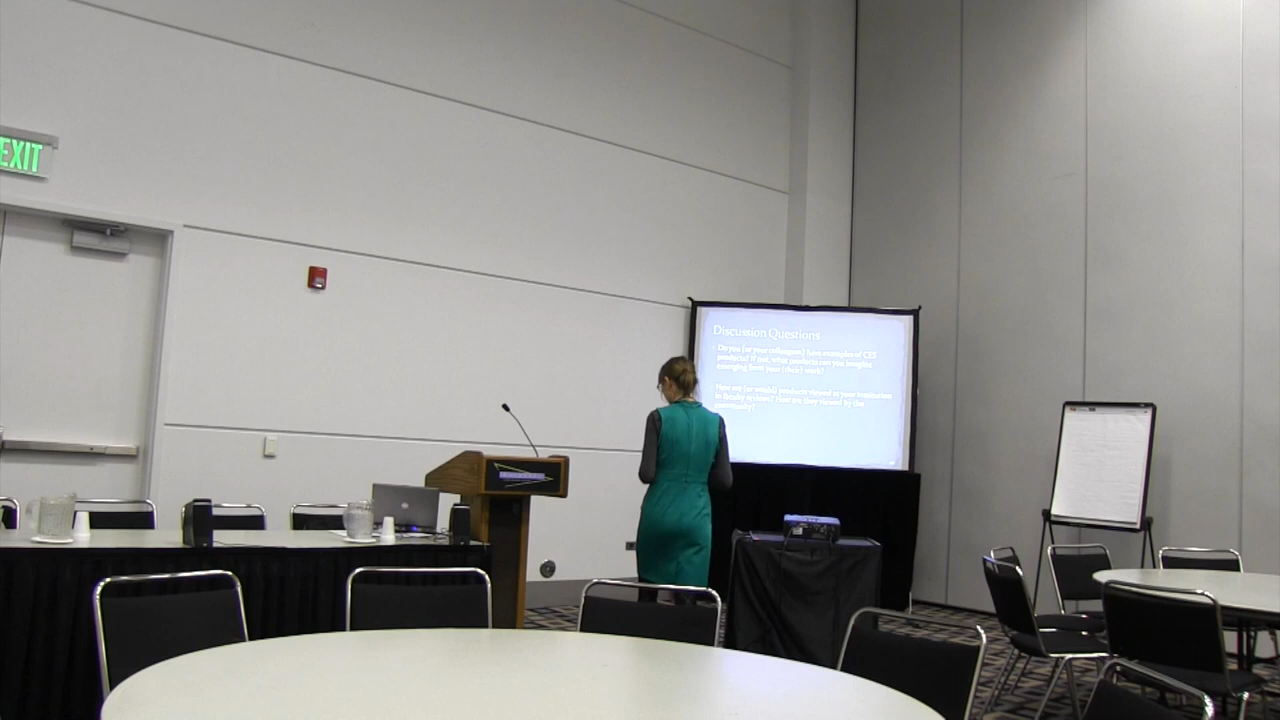 EXIT
Discussion Questions
Do you (or your colleagues) have examples of CES
products? If not, what products can you imagine
emerging from your (their) work?
How are (or would) products viewed at your institution
in faculty systems? How are they viewed by the
community?